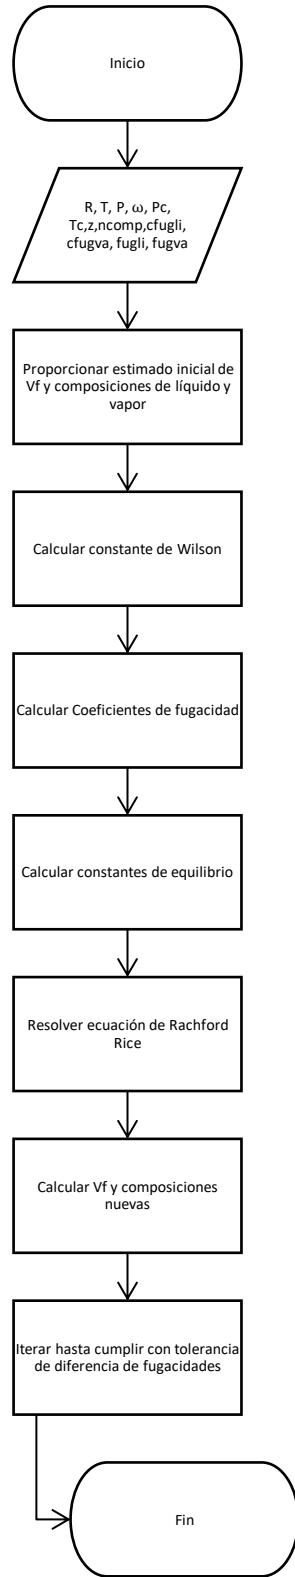 Inicio
R, T, P, ω, Pc,
Tc,z,ncomp,cfugli,
cfugva, fugli, fugva
Proporcionar estimado inicial de
Vf y composiciones de líquido y
vapor
Calcular constante de Wilson
Calcular Coeficientes de fugacidad
Calcular constantes de equilibrio
Resolver ecuación de Rachford
Rice
Calcular Vf y composiciones
nuevas
Iterar hasta cumplir con tolerancia
de diferencia de fugacidades
Fin